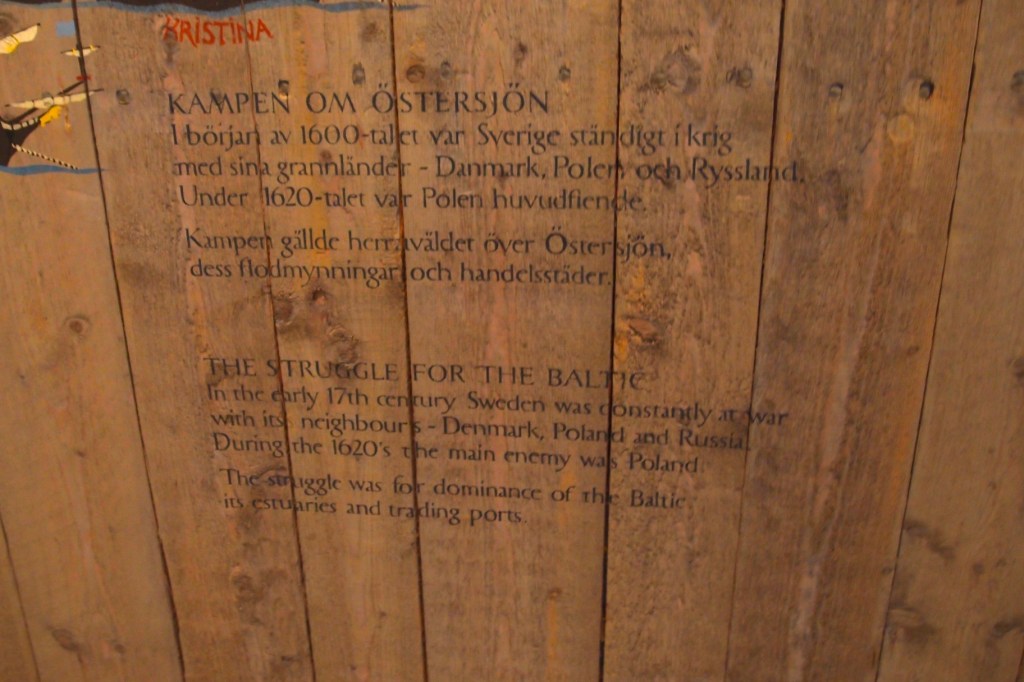 KRISTINA
KAMPEN OM ÖSTERSJÖN
I början av 1600-talet var Sverige ständigt i krig
med sina grannländer - Danmark, Polen och Ryssland.
Under 1620-talet var Polen huvudfiende.
Kampen gällde herraväldet över Östersjön,
dess flodmynningar och handelsstäder.
THE STRUGGLE FOR THE BALTIC
In the early 17th century Sweden was constantly at war
with its neighbours - Denmark, Poland and Russia.
During the 1620's the main enemy was Poland.
The struggle was for dominance of the Baltic
its estuaries and trading ports.